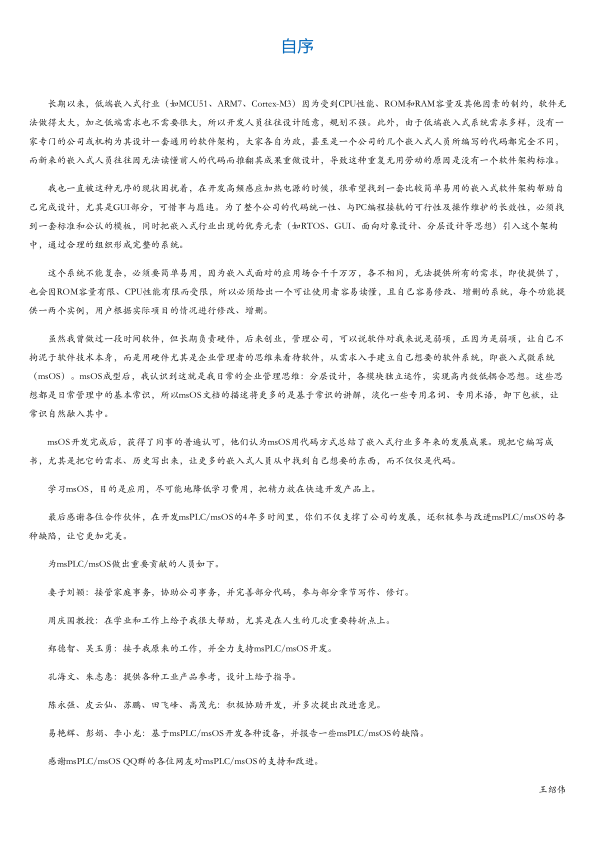 自序
长期以来，低端嵌入式行业（如MCU51、ARM7、Cortex-M3）因为受到CPU性能、ROM和RAM容量及其他因素的制约，软件无
法做得太大，加之低端需求也不需要很大，所以开发人员往往设计随意，规划不强。此外，由于低端嵌入式系统需求多样，没有一
家专门的公司或机构为其设计一套通用的软件架构，大家各自为政，甚至是一个公司的几个嵌入式人员所编写的代码都完全不同，
而新来的嵌入式人员往往因无法读懂前人的代码而推翻其成果重做设计，导致这种重复无用劳动的原因是没有一个软件架构标准。
我也一直被这种无序的现状困扰着，在开发高频感应加热电源的时候，很希望找到一套比较简单易用的嵌入式软件架构帮助自
己完成设计，尤其是GUI部分，可惜事与愿违。为了整个公司的代码统一性、与PC编程接轨的可行性及操作维护的长效性，必须找
到一套标准和公认的模板，同时把嵌入式行业出现的优秀元素（如RTOS、GUI、面向对象设计、分层设计等思想）引入这个架构
中，通过合理的组织形成完整的系统。
这个系统不能复杂，必须要简单易用，因为嵌入式面对的应用场合千千万万，各不相同，无法提供所有的需求，即使提供了，
也会因ROM容量有限、CPU性能有限而受限，所以必须给出一个可让使用者容易读懂，且自己容易修改、增删的系统，每个功能提
供一两个实例，用户根据实际项目的情况进行修改、增删。
虽然我曾做过一段时间软件，但长期负责硬件，后来创业，管理公司，可以说软件对我来说是弱项，正因为是弱项，让自己不
拘泥于软件技术本身，而是用硬件尤其是企业管理者的思维来看待软件，从需求入手建立自己想要的软件系统，即嵌入式微系统
（msOS）。msOS成型后，我认识到这就是我日常的企业管理思维：分层设计，各模块独立运作，实现高内敛低耦合思想。这些思
想都是日常管理中的基本常识，所以msOS文档的描述将更多的是基于常识的讲解，淡化一些专用名词、专用术语，卸下包袱，让
常识自然融入其中。
msOS开发完成后，获得了同事的普遍认可，他们认为msOS用代码方式总结了嵌入式行业多年来的发展成果。现把它编写成
书，尤其是把它的需求、历史写出来，让更多的嵌入式人员从中找到自己想要的东西，而不仅仅是代码。
学习msOS，目的是应用，尽可能地降低学习费用，把精力放在快速开发产品上。
最后感谢各位合作伙伴，在开发msPLC/msOS的4年多时间里，你们不仅支撑了公司的发展，还积极参与改进msPLC/msOS的各
种缺陷，让它更加完美。
为msPLC/msOS做出重要贡献的人员如下。
妻子刘颖：接管家庭事务，协助公司事务，并完善部分代码，参与部分章节写作、修订。
周庆国教授：在学业和工作上给予我很大帮助，尤其是在人生的几次重要转折点上。
郑德智、吴玉勇：接手我原来的工作，并全力支持msPLC/msOS开发。
孔海文、朱志惠：提供各种工业产品参考，设计上给予指导。
陈永强、皮云仙、苏鹏、田飞峰、高茂龙：积极协助开发，并多次提出改进意见。
易艳辉、彭娟、李小龙：基于msPLC/msOS开发各种设备，并报告一些msPLC/msOS的缺陷。
感谢msPLC/msOS QQ群的各位网友对msPLC/msOS的支持和改进。
王绍伟